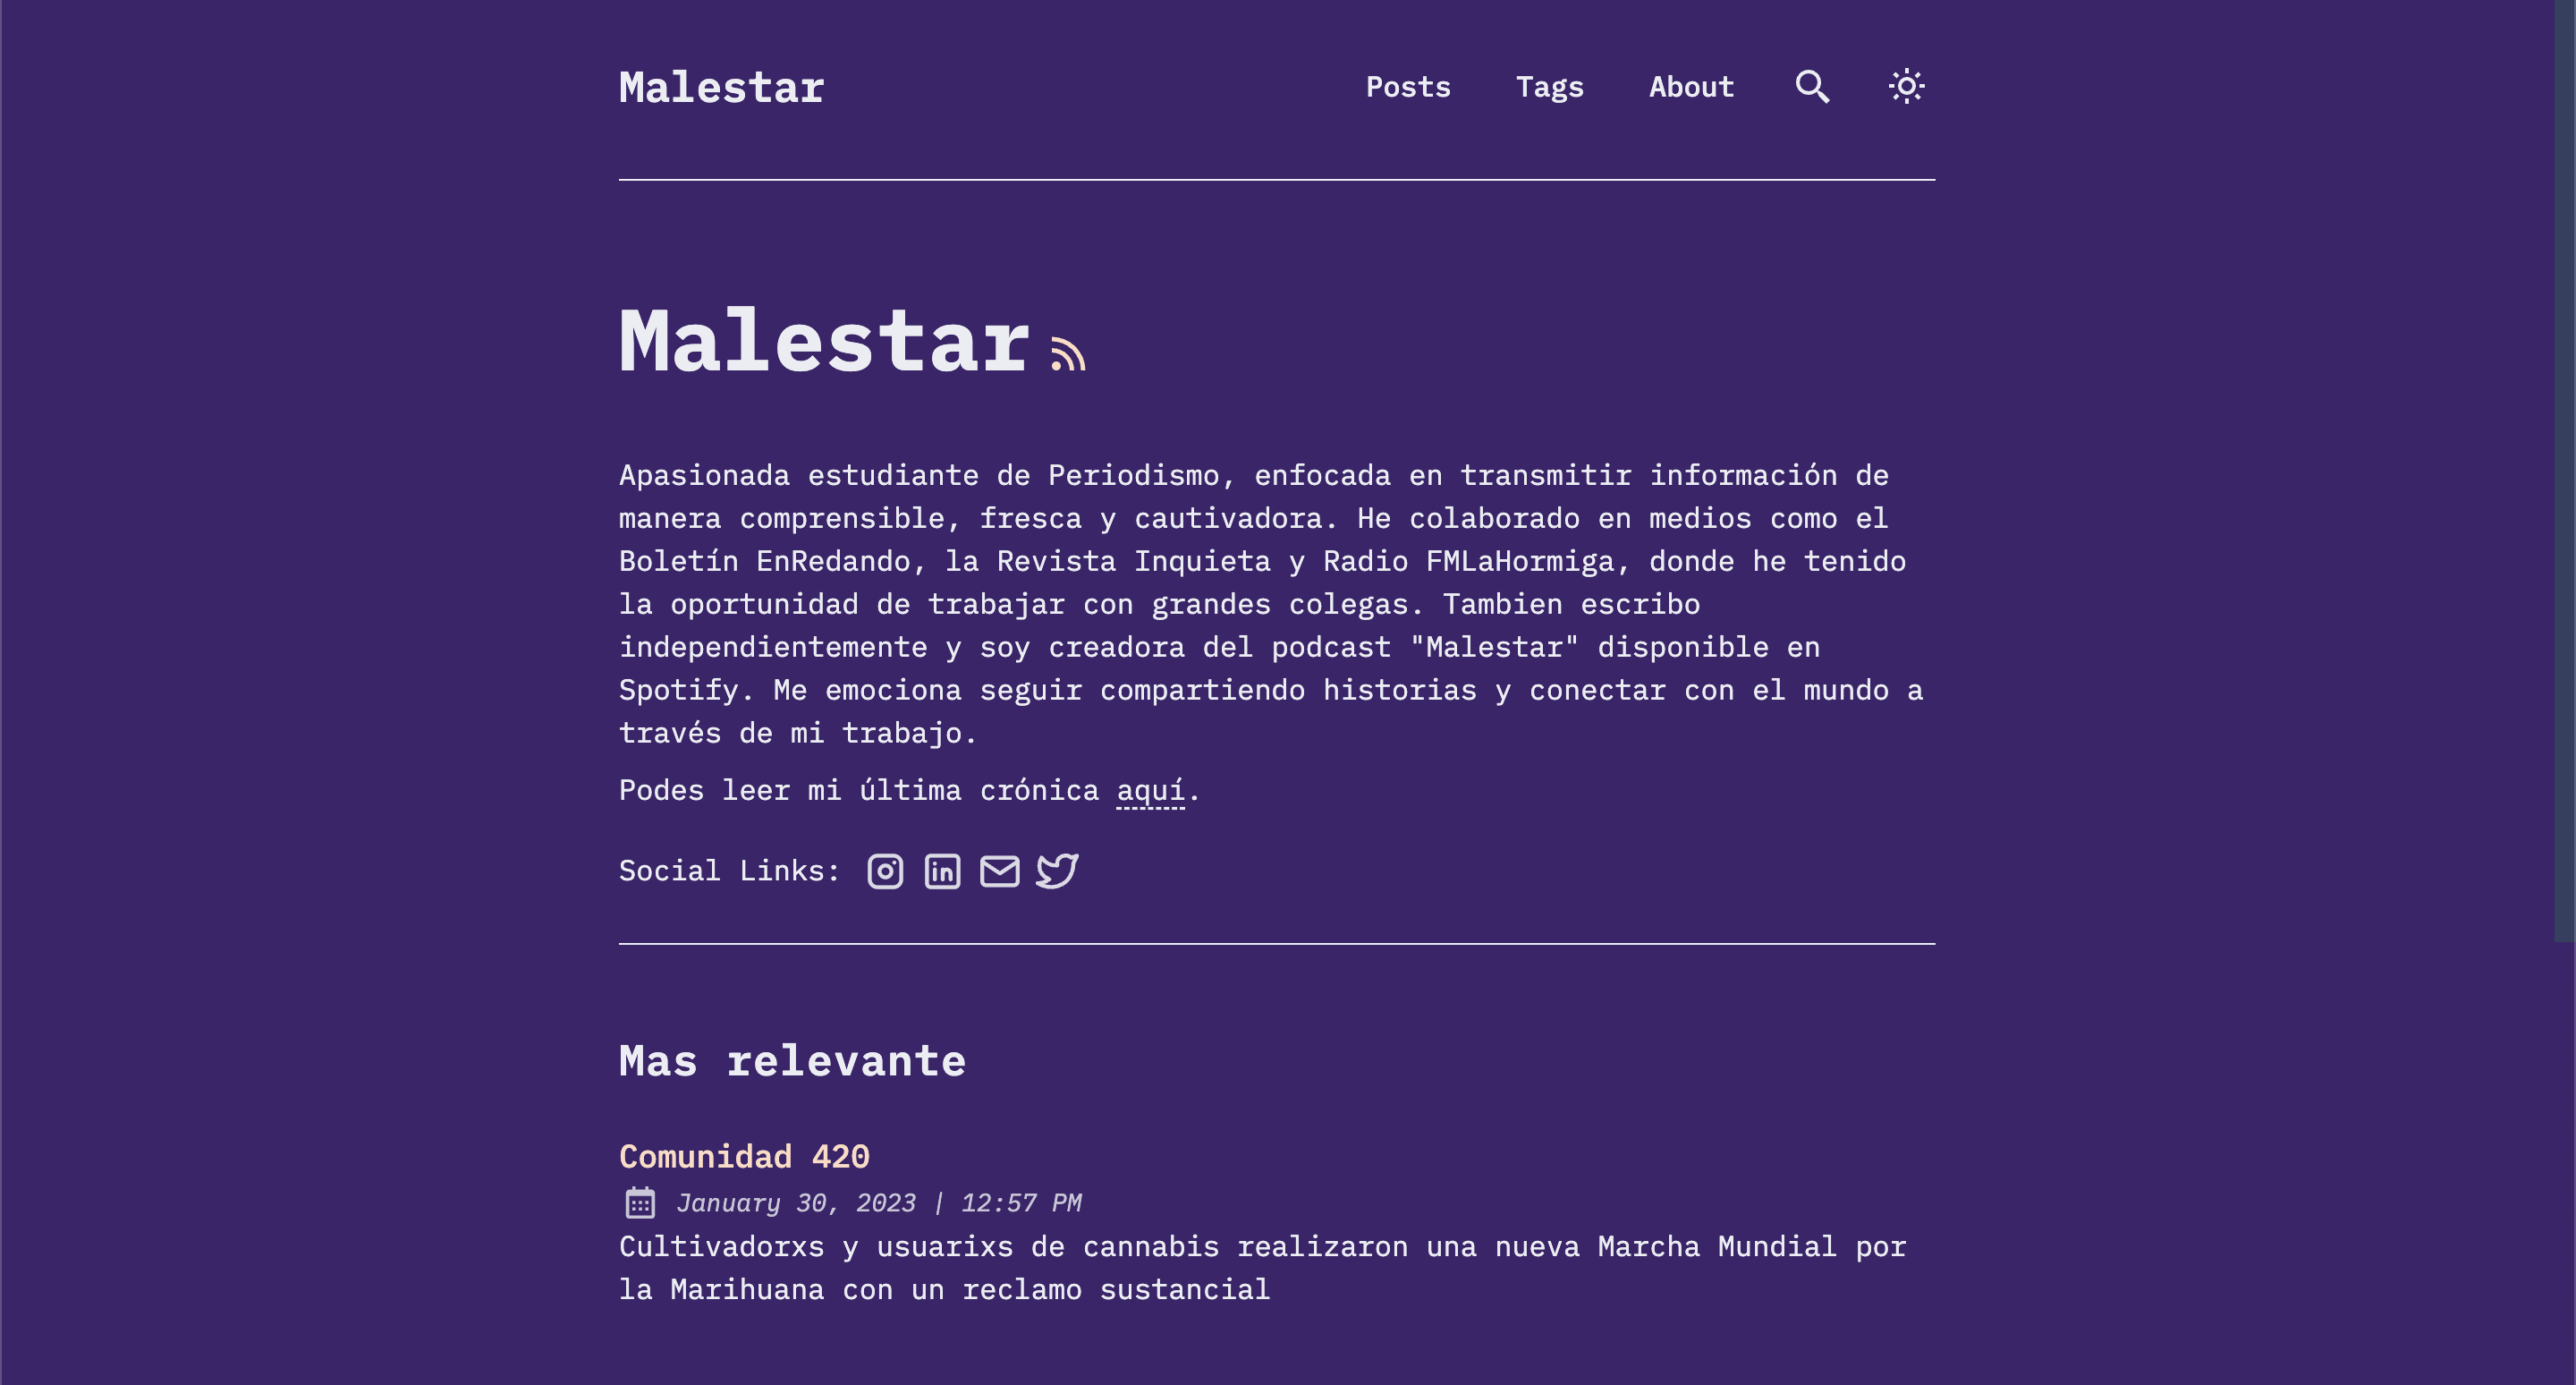 Malestar
Posts
Tags
About
Malestar
Apasionada estudiante de Periodismo, enfocada en transmitir información de
manera comprensible, fresca y cautivadora. He colaborado en medios como el
Boletín EnRedando, la Revista Inquieta y Radio FMLaHormiga, donde he tenido
la oportunidad de trabajar con grandes colegas. Tambien escribo
independientemente y soy creadora del podcast "Malestar" disponible en
Spotify. Me emociona seguir compartiendo historias y conectar con el mundo a
través de mi trabajo.
Podes leer mi última crónica aquí.
Social Links:
Mas relevante
Comunidad 420
January 30, 2023 | 12:57 PM
Cultivadorxs y usuarixs de cannabis realizaron una nueva Marcha Mundial por
la Marihuana con un reclamo sustancial